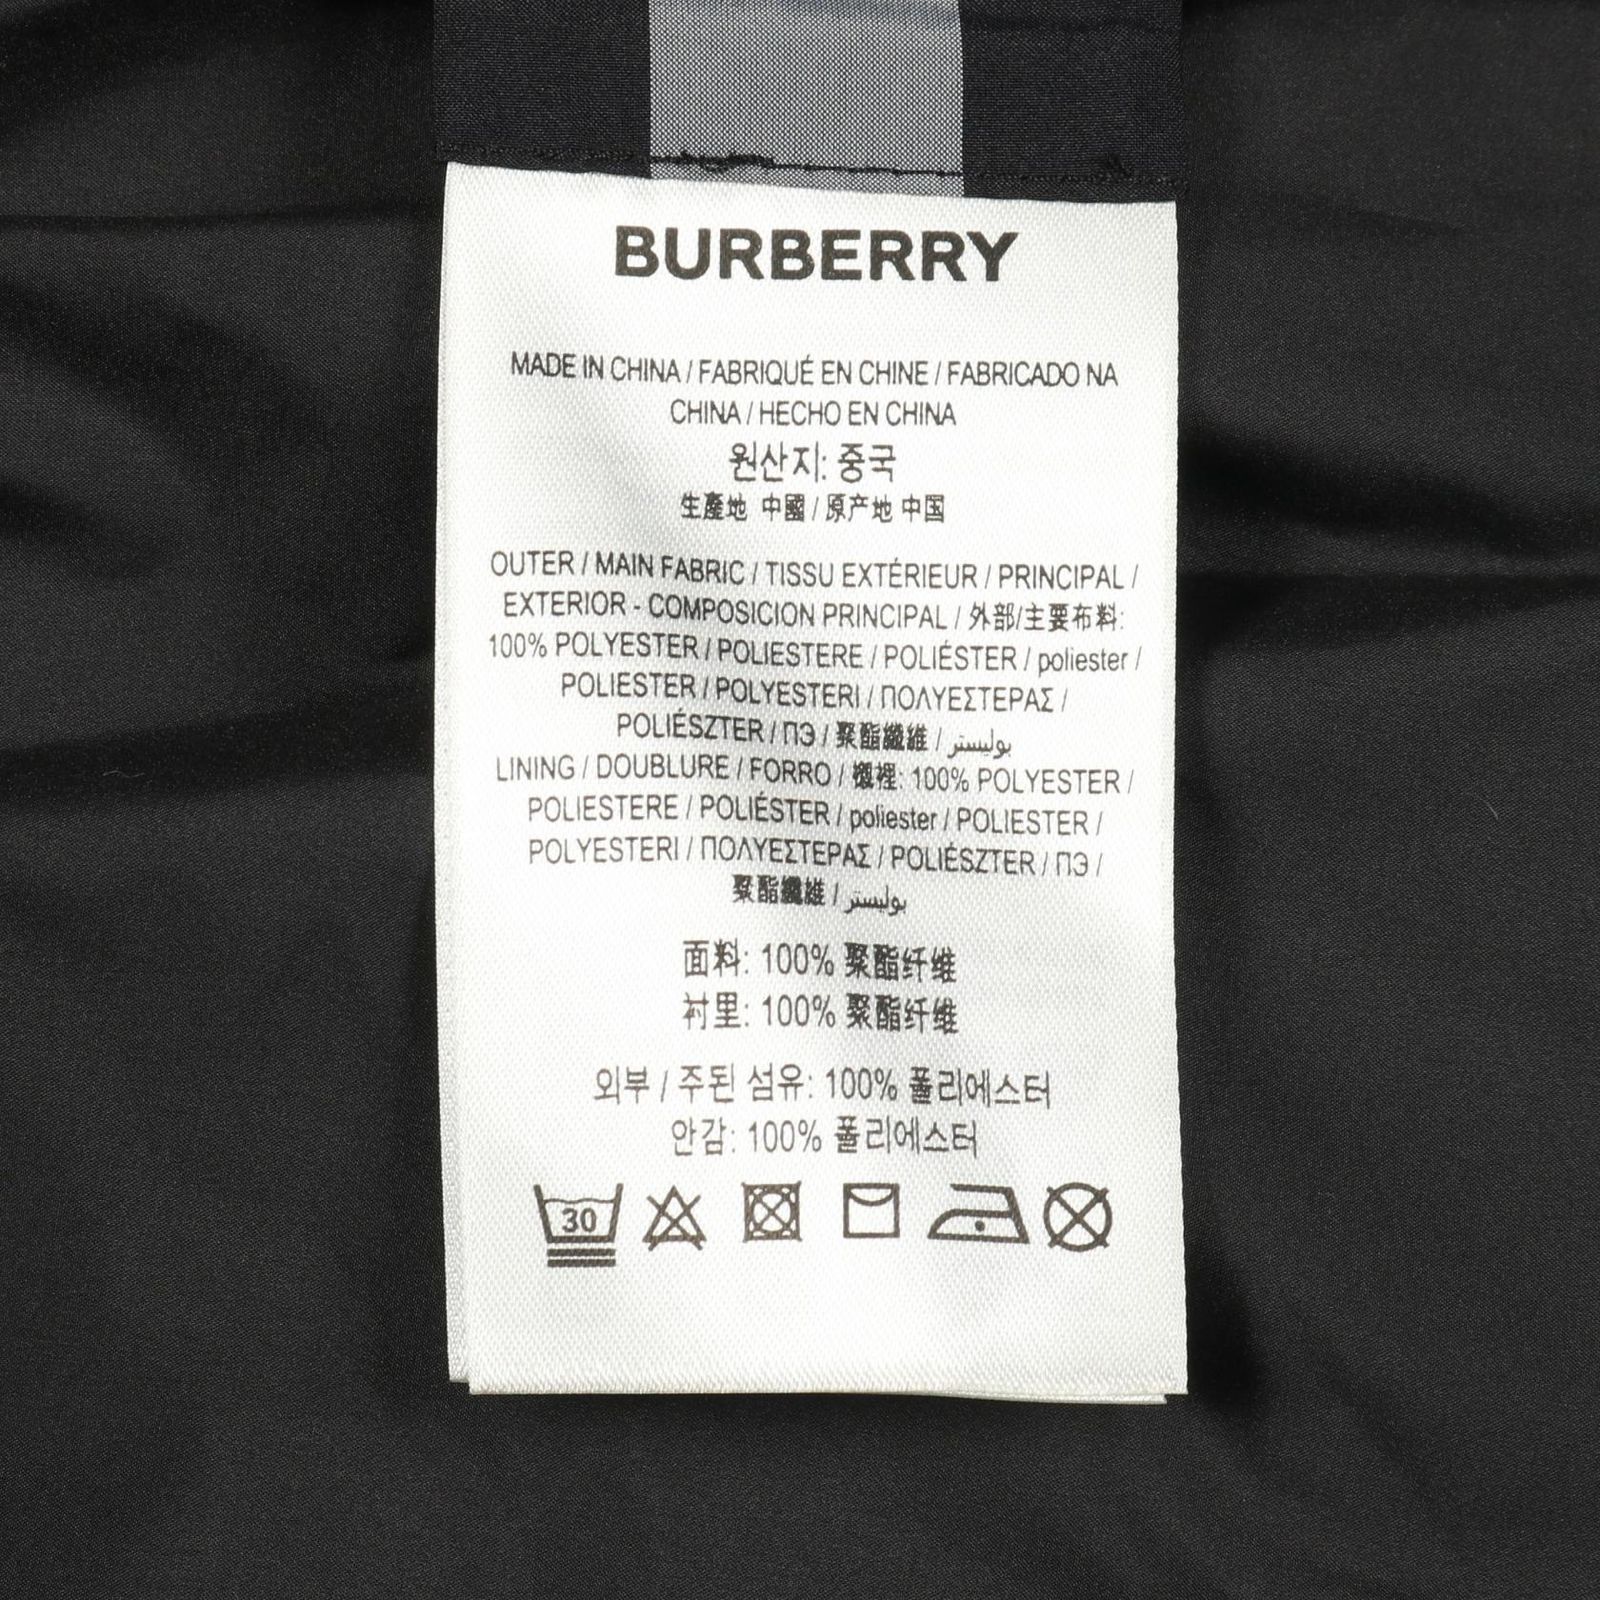 BURBERRY
MADE IN CHINA / FABRIQUÉ EN CHINE / FABRICADO NA
CHINA / HECHO EN CHINA
원산지: 중국
生產地 中國 / 原产地 中国
OUTER / MAIN FABRIC / TISSU EXTÉRIEUR / PRINCIPAL /
EXTERIOR - COMPOSICION PRINCIPAL / 外部/主要布料:
100% POLYESTER / POLIESTERE / POLIÉSTER / poliester /
POLIESTER / POLYESTERI / ΠΟΛΥΕΣΤΕΡΑΣ /
POLIÉSZTER / ПЭ / 聚酯纖維 / بوليستر
LINING / DOUBLURE / FORRO / 襯裡: 100% POLYESTER /
POLIESTERE / POLIÉSTER / poliester / POLIESTER /
POLYESTERI / ΠΟΛΥΕΣΤΕΡΑΣ / POLIÉSZTER / ПЭ /
聚酯纖維 / بوليستر
面料: 100% 聚酯纤维
衬里: 100% 聚酯纤维
외부 / 주된 섬유: 100% 폴리에스터
안감: 100% 폴리에스터
30